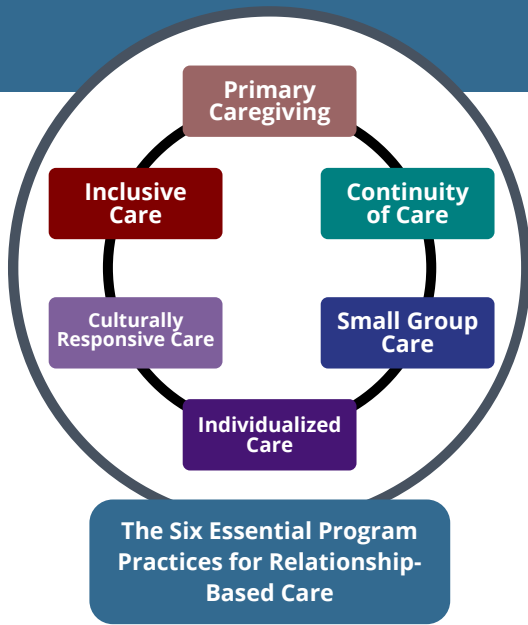 Primary
Caregiving
Inclusive
Care
Continuity
of Care
Culturally
Responsive Care
Small Group
Care
Individualized
Care
The Six Essential Program
Practices for Relationship-
Based Care